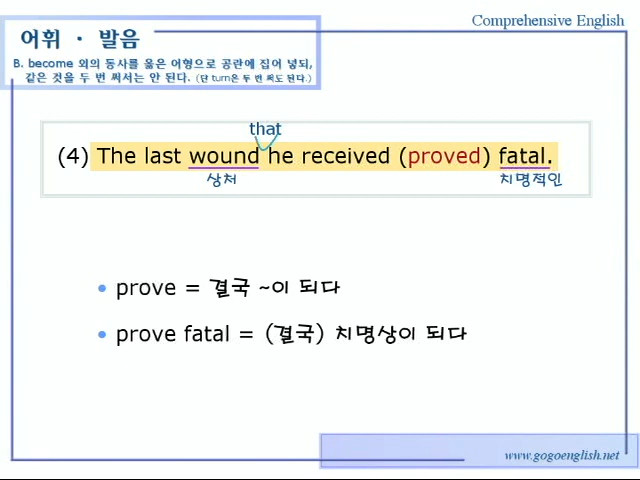 Comprehensive English
어휘 · 발음
B. become 외의 동사를 옳은 어형으로 공란에 집어 넣되,
같은 것을 두 번 써서는 안 된다. (단 turn은 두 번 써도 된다.)
that
(4) The last wound he received (proved) fatal.
상처 치명적인
• prove = 결국 ~이 되다
• prove fatal = (결국) 치명상이 되다
www.gogoenglish.net